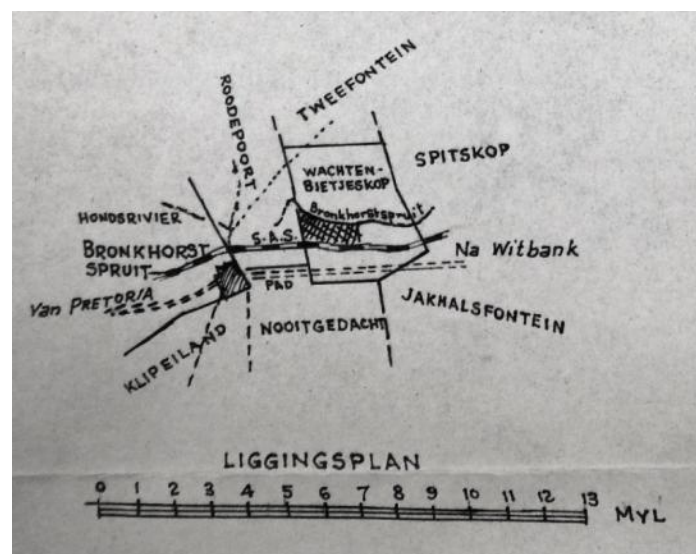 ROODEPOORT
TWEEFONTEIN
SPITSKOP
WACHTEN-
BIETJESKOP
HONDSRIVIER
Bronkhorstspruit
S.A.S.
BRONKHORST
SPRUIT
Na Witbank
Van PRETORIA
PAD
JAKHALSFONTEIN
KLIPEILAND
NOOITGEDACHT
LIGGINGSPLAN
0 1 2 3 4 5 6 7 8 9 10 11 12 13
MYL